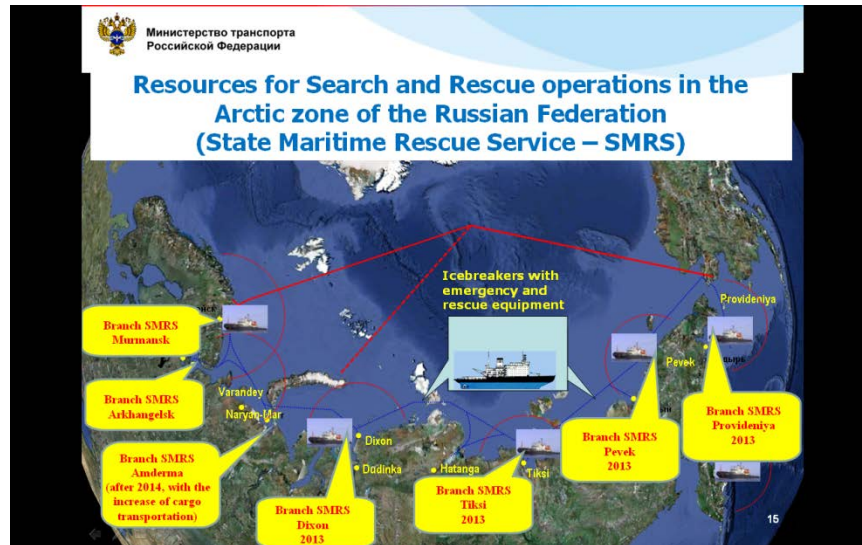 Министерство транспорта
Российской Федерации
Resources for Search and Rescue operations in the
Arctic zone of the Russian Federation
(State Maritime Rescue Service – SMRS)
Icebreakers with
emergency and
rescue equipment
Provideniya
Branch SMRS
Murmansk
Pevek
Branch SMRS
Arkhangelsk
Varandey
Naryan-Mar
Branch SMRS
Provideniya
2013
Branch SMRS
Pevek
2013
Dixon
Dudinka
Hatanga
Tiksi
Branch SMRS
Amderma
(after 2014, with the
increase of cargo
transportation)
Branch SMRS
Tiksi
2013
Branch SMRS
Dixon
2013
15